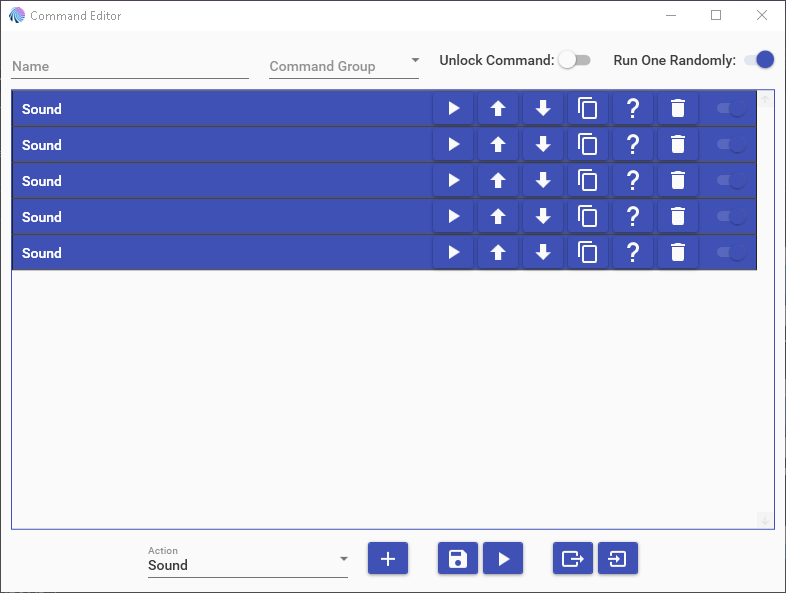 Command Editor
Name
Command Group
Unlock Command:
Run One Randomly:
Sound
Sound
Sound
Sound
Sound
Action
Sound